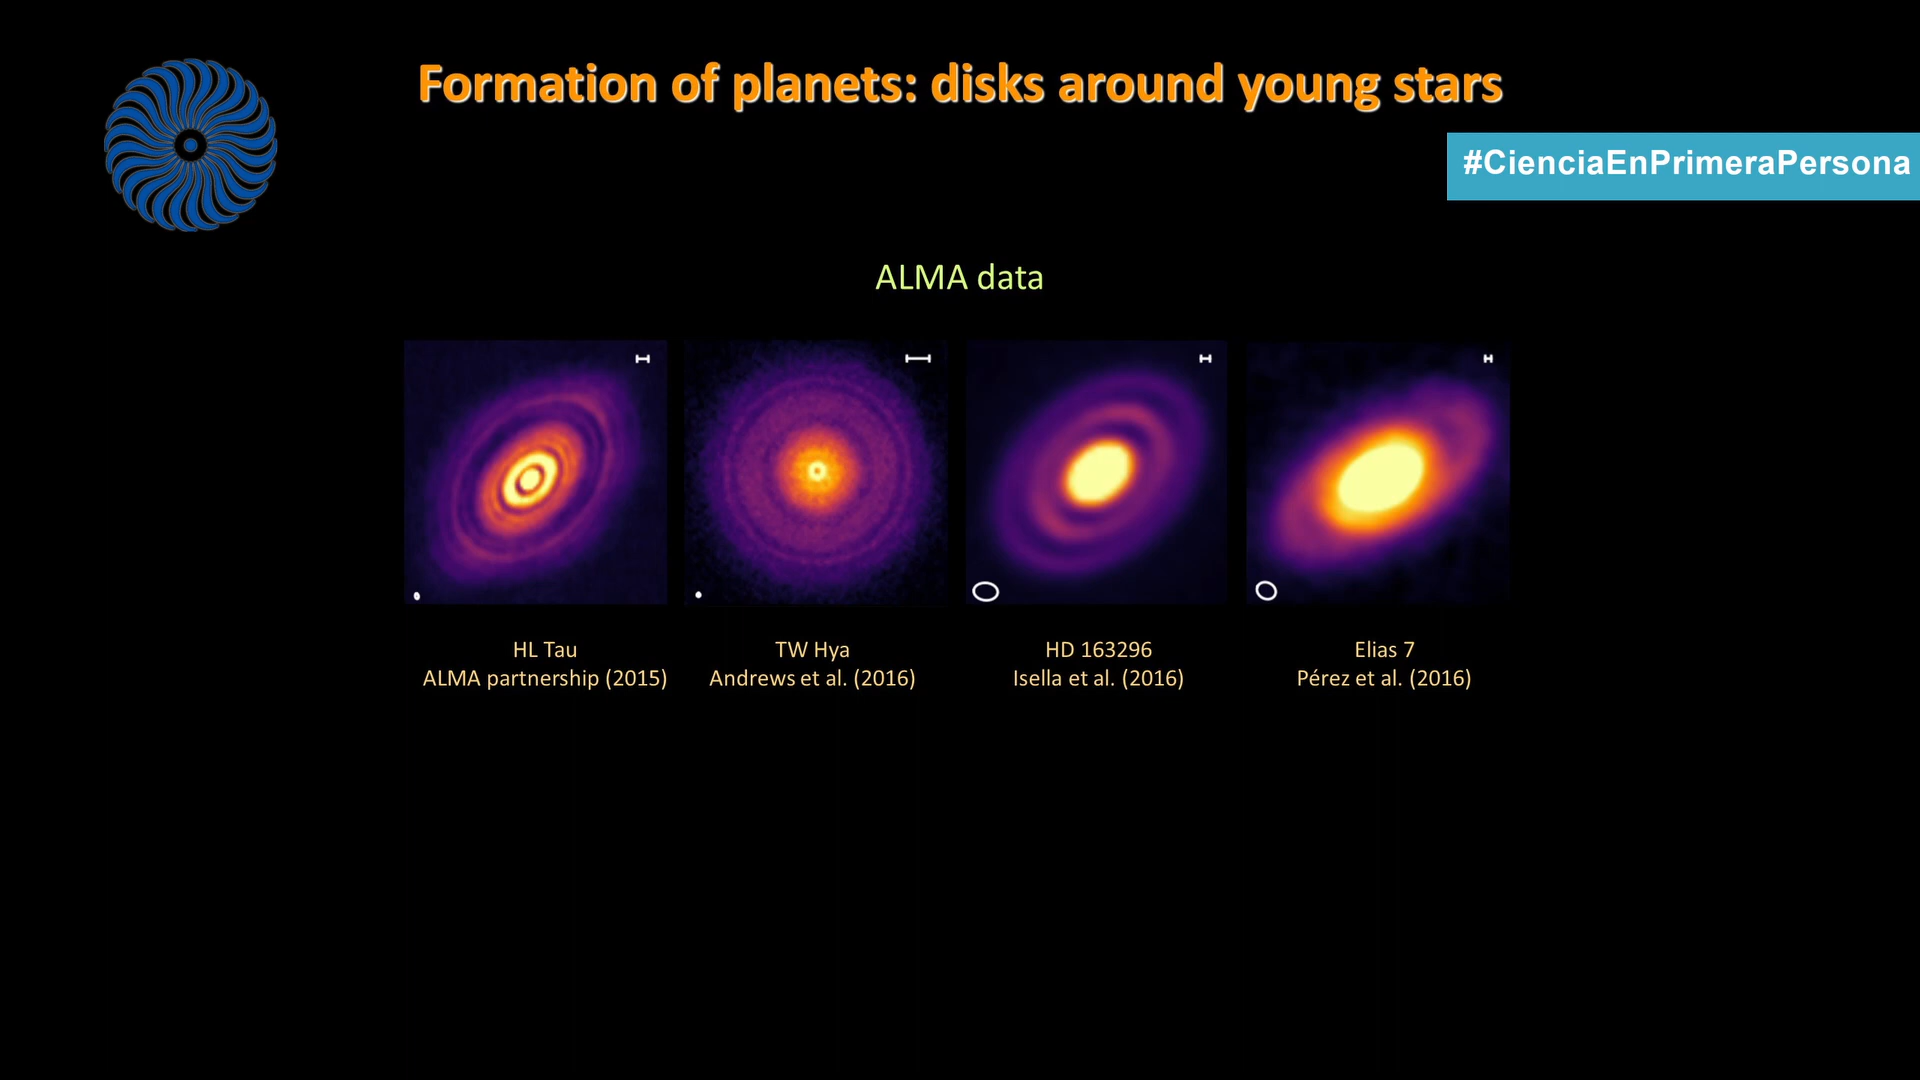 Formation of planets: disks around young stars
#CienciaEnPrimeraPersona
ALMA data
HL Tau
ALMA partnership (2015)
TW Hya
Andrews et al. (2016)
HD 163296
Isella et al. (2016)
Elias 7
Pérez et al. (2016)